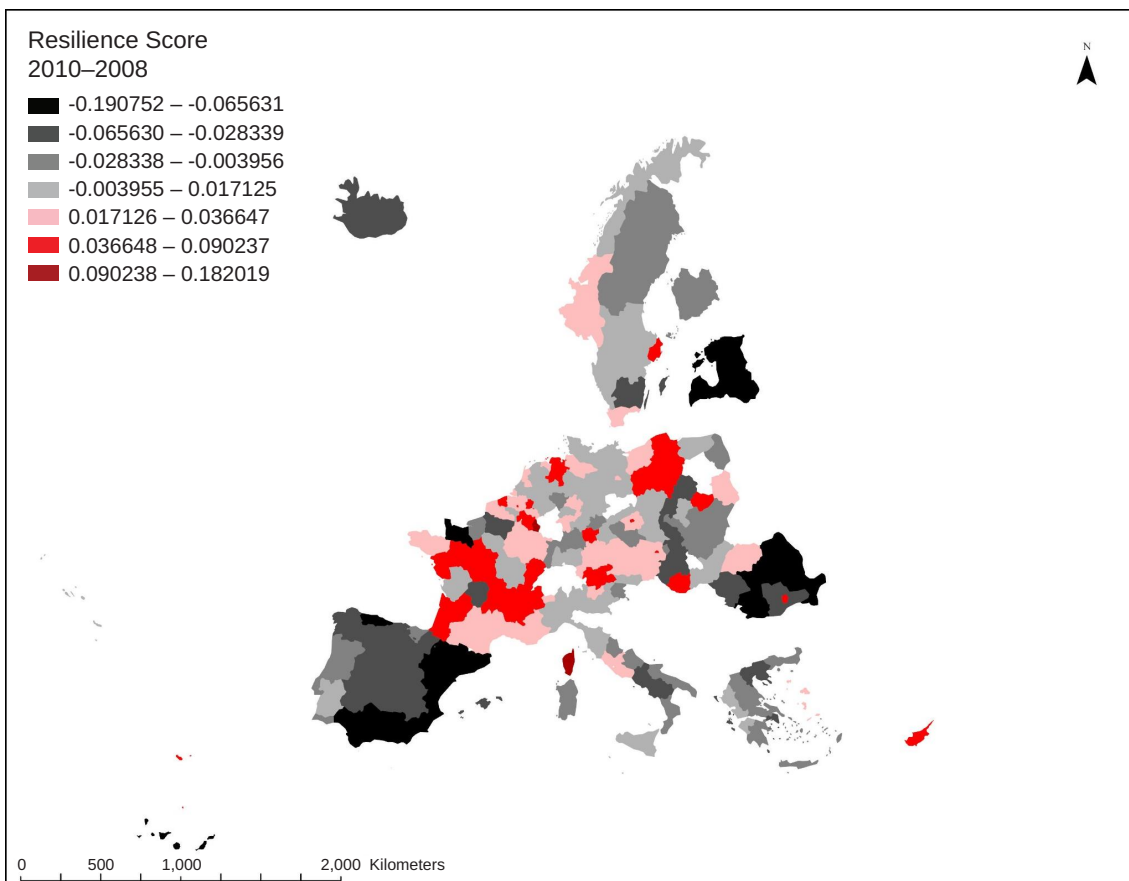 Resilience Score
2010–2008
-0.190752 – -0.065631
-0.065630 – -0.028339
-0.028338 – -0.003956
-0.003955 – 0.017125
0.017126 – 0.036647
0.036648 – 0.090237
0.090238 – 0.182019
N
0 500 1,000 2,000 Kilometers